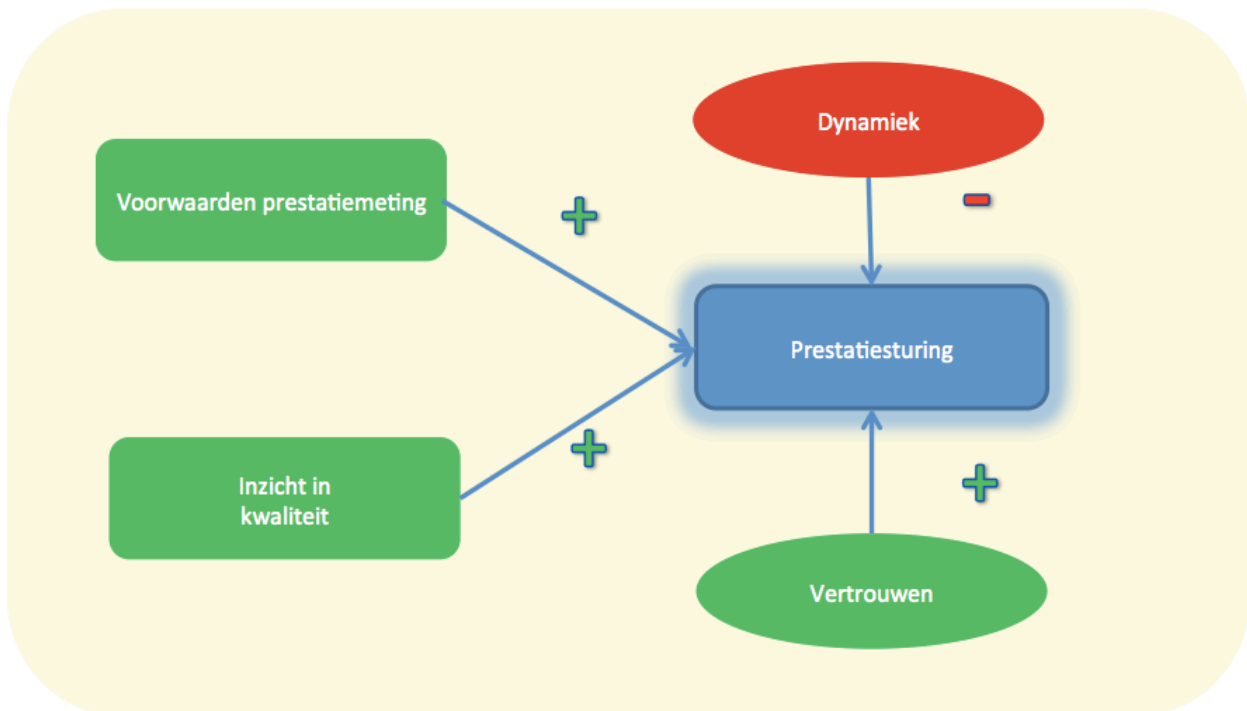 Dynamiek
Voorwaarden prestatiemeting
+
-
Prestatiesturing
+
Inzicht in
kwaliteit
+
Vertrouwen